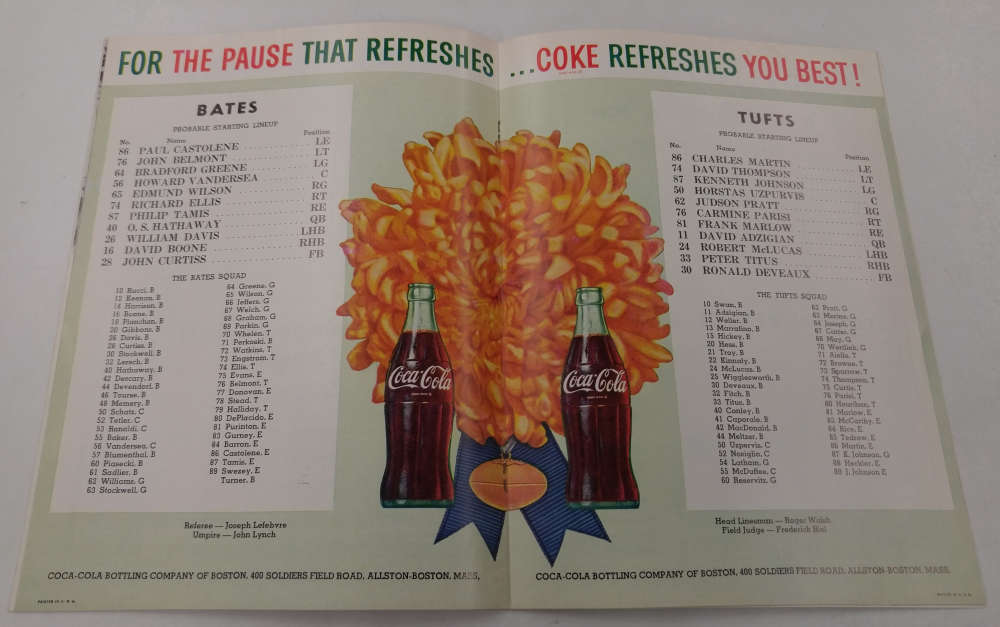 FOR THE PAUSE THAT REFRESHES ...COKE REFRESHES YOU BEST!
BATES
PROBABLE STARTING LINEUP
No. Name Position
86 PAUL CASTOLENE LE
76 JOHN BELMONT LT
64 BRADFORD GREENE LG
56 HOWARD VANDERSEA C
65 EDMUND WILSON RG
74 RICHARD ELLIS RT
87 PHILIP TAMIS RE
40 O. S. HATHAWAY QB
26 WILLIAM DAVIS LHB
16 DAVID BOONE RHB
28 JOHN CURTISS FB
THE BATES SQUAD
10 Rucci, B
12 Keenan, B
14 Harrison, B
16 Boone, B
18 Planchon, B
20 Gibbons, B
26 Davis, B
28 Curtiss, B
30 Stockwell, B
32 Lersch, B
40 Hathaway, B
42 Dercary, B
44 Devendorf, B
46 Tourse, B
48 Memery, B
50 Schatz, C
52 Tetler, C
53 Ranaldi, C
55 Baker, B
56 Vandersea, C
57 Blumenthal, B
60 Piasecki, B
61 Sadlier, B
62 Williams, G
63 Stockwell, G
64 Greene, G
65 Wilson, G
66 Jeffers, G
67 Welch, G
68 Graham, G
69 Parkin, G
70 Whelen, T
71 Perkoski, B
72 Watkins, T
73 Engstrom, T
74 Ellis, T
75 Evans, E
76 Belmont, T
77 Donovan, E
78 Stead, T
79 Halliday, T
80 DePlacido, E
81 Purinton, E
83 Gurney, E
84 Barron, E
86 Castolene, E
87 Tamis, E
89 Swezey, E
Turner, B
Referee — Joseph Lefebvre
Umpire — John Lynch
COCA-COLA BOTTLING COMPANY OF BOSTON, 400 SOLDIERS FIELD ROAD, ALLSTON-BOSTON, MASS.
Coca-Cola
Coca-Cola
TUFTS
PROBABLE STARTING LINEUP
No. Name Position
86 CHARLES MARTIN LE
74 DAVID THOMPSON LT
87 KENNETH JOHNSON LG
50 HORSTAS UZPURVIS C
62 JUDSON PRATT RG
76 CARMINE PARISI RT
81 FRANK MARLOW RE
11 DAVID ADZIGIAN QB
24 ROBERT McLUCAS LHB
33 PETER TITUS RHB
30 RONALD DEVEAUX FB
THE TUFTS SQUAD
10 Swan, B
11 Adzigian, B
12 Weller, B
13 Marralino, B
15 Hickey, B
20 Hess, B
21 Tray, B
22 Kinnaly, B
24 McLucas, B
25 Wigglesworth, B
30 Deveaux, B
32 Fitch, B
33 Titus, B
40 Conley, B
41 Caporale, B
42 MacDonald, B
44 Meltzer, B
50 Uzpervis, C
52 Noviglio, C
54 Latham, G
55 McDuffee, C
60 Reservitz, G
62 Pratt, G
63 G
64 Joseph, G
65 Carter, G
66 May, G
70 Wertlieb, G
71 Aiello, T
72 Browne, T
73 Sparrow, T
74 Thompson, T
75 Curtis, T
76 Parisi, T
80 Hourihan, T
81 Marlow, E
83 McCarthy, E
84 Rice, E
85 Tedrow, E
86 Martin, E
87 K. Johnson, G
88 Heckler, E
89 J. Johnson, E
Head Linesman — Roger Walsh
Field Judge — Frederick
COCA-COLA BOTTLING COMPANY OF BOSTON, 400 SOLDIERS FIELD ROAD, ALLSTON-BOSTON, MASS.